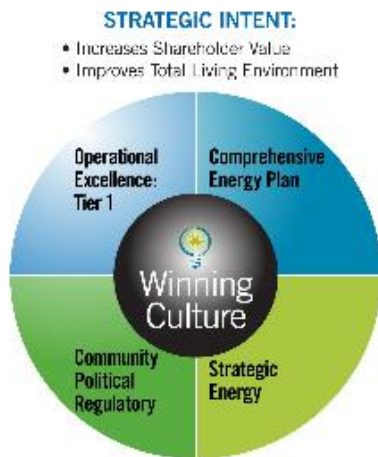 STRATEGIC INTENT:
• Increases Shareholder Value
• Improves Total Living Environment
Operational
Excellence:
Tier 1
Comprehensive
Energy Plan
Winning
Culture
Community
Political
Regulatory
Strategic
Energy